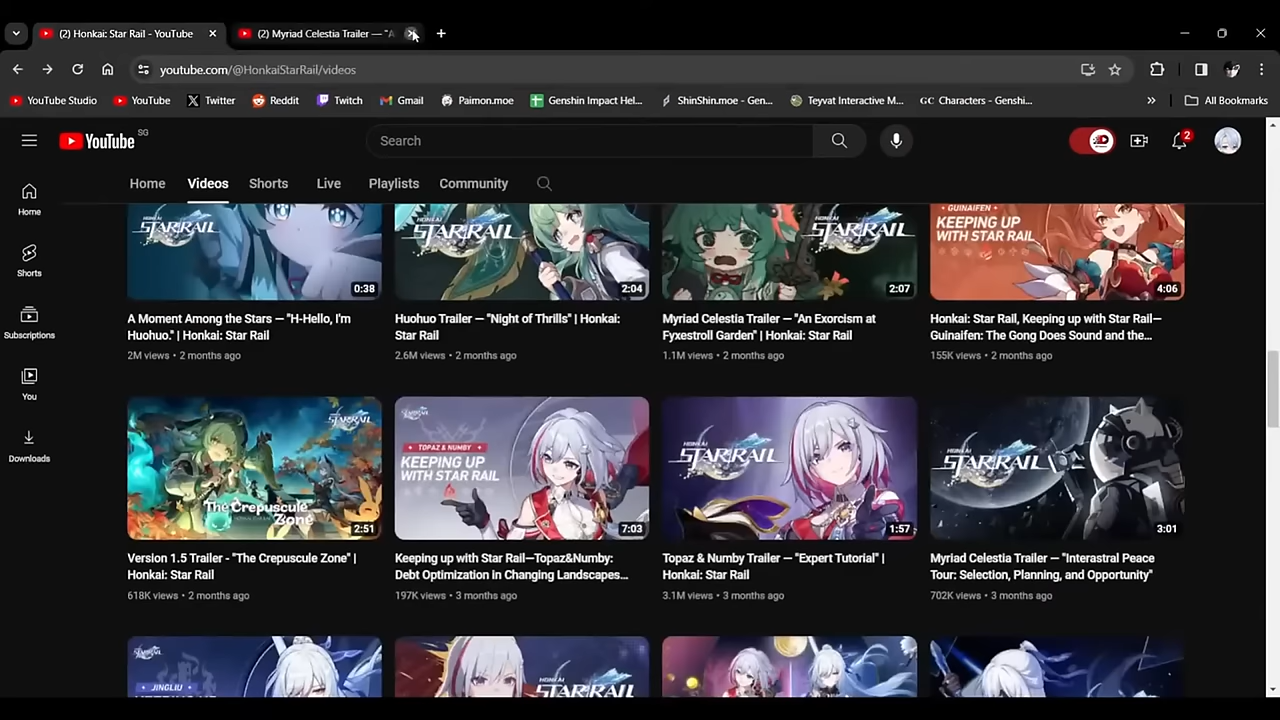 (2) Honkai: Star Rail - YouTube
(2) Myriad Celestia Trailer — "A
youtube.com/@HonkaiStarRail/videos
YouTube Studio
YouTube
Twitter
Reddit
Twitch
Gmail
Paimon.moe
Genshin Impact Hel...
ShinShin.moe - Gen...
Teyvat Interactive M...
GC Characters - Genshi...
All Bookmarks
YouTube SG
Search
2
Home
Videos
Shorts
Live
Playlists
Community
Home
Shorts
Subscriptions
You
Downloads
HONKAI STAR RAIL
0:38
HONKAI STAR RAIL
2:04
HONKAI STAR RAIL
2:07
GUINAIFEN
KEEPING UP
WITH STAR RAIL
4:06
A Moment Among the Stars — "H-Hello, I'm
Huohuo." | Honkai: Star Rail
2M views • 2 months ago
Huohuo Trailer — "Night of Thrills" | Honkai:
Star Rail
2.6M views • 2 months ago
Myriad Celestia Trailer — "An Exorcism at
Fyxestroll Garden" | Honkai: Star Rail
1.1M views • 2 months ago
Honkai: Star Rail, Keeping up with Star Rail—
Guinaifen: The Gong Does Sound and the...
155K views • 2 months ago
STAR RAIL
The Crepuscule
Zone
2:51
TOPAZ & NUMBY
KEEPING UP
WITH STAR RAIL
7:03
HONKAI
STAR RAIL
1:57
HONKAI
STAR RAIL
3:01
Version 1.5 Trailer - "The Crepuscule Zone" |
Honkai: Star Rail
618K views • 2 months ago
Keeping up with Star Rail—Topaz&Numby:
Debt Optimization in Changing Landscapes...
197K views • 3 months ago
Topaz & Numby Trailer — "Expert Tutorial" |
Honkai: Star Rail
3.1M views • 3 months ago
Myriad Celestia Trailer — "Interastral Peace
Tour: Selection, Planning, and Opportunity"
702K views • 3 months ago
JINGLIU
HONKAI
STAR RAIL